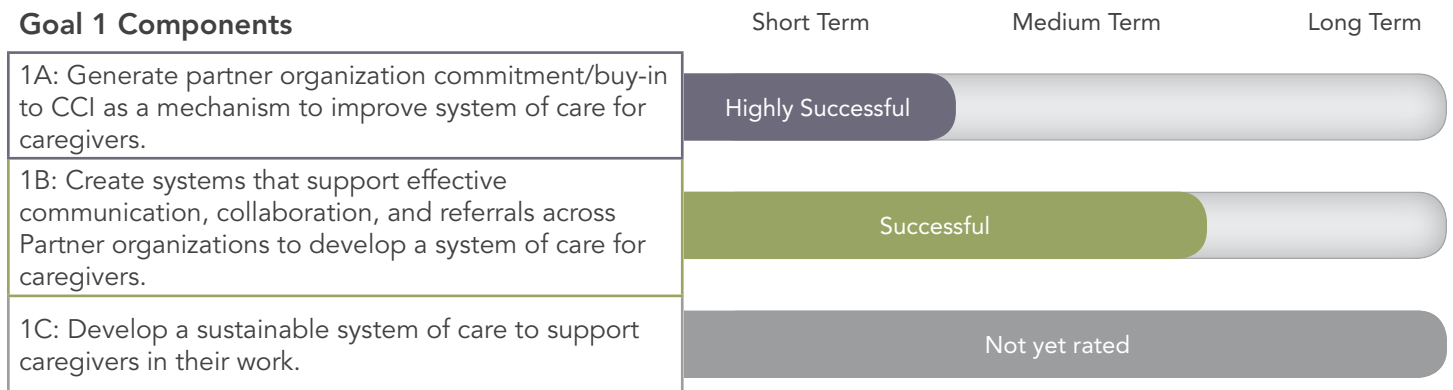 Goal 1 Components
Short Term
Medium Term
Long Term
1A: Generate partner organization commitment/buy-in
to CCI as a mechanism to improve system of care for
caregivers.
Highly Successful
1B: Create systems that support effective
communication, collaboration, and referrals across
Partner organizations to develop a system of care for
caregivers.
Successful
1C: Develop a sustainable system of care to support
caregivers in their work.
Not yet rated